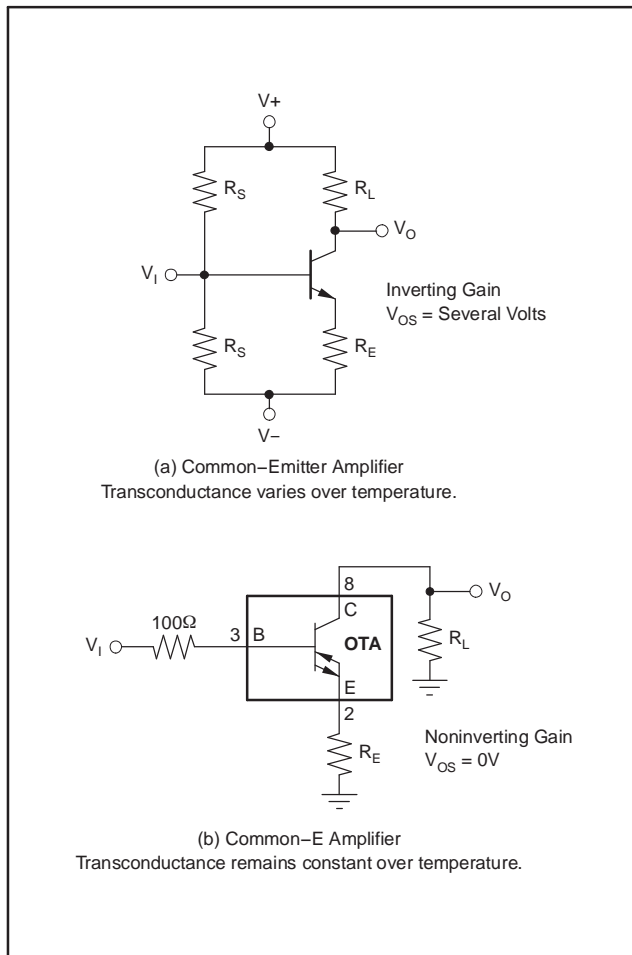 V+
R_S
R_L
V_O
V_I
Inverting Gain
V_OS = Several Volts
R_S
R_E
V−
(a) Common−Emitter Amplifier
Transconductance varies over temperature.
8
V_O
C
100Ω
3
B
OTA
V_I
R_L
E
2
Noninverting Gain
V_OS = 0V
R_E
(b) Common−E Amplifier
Transconductance remains constant over temperature.